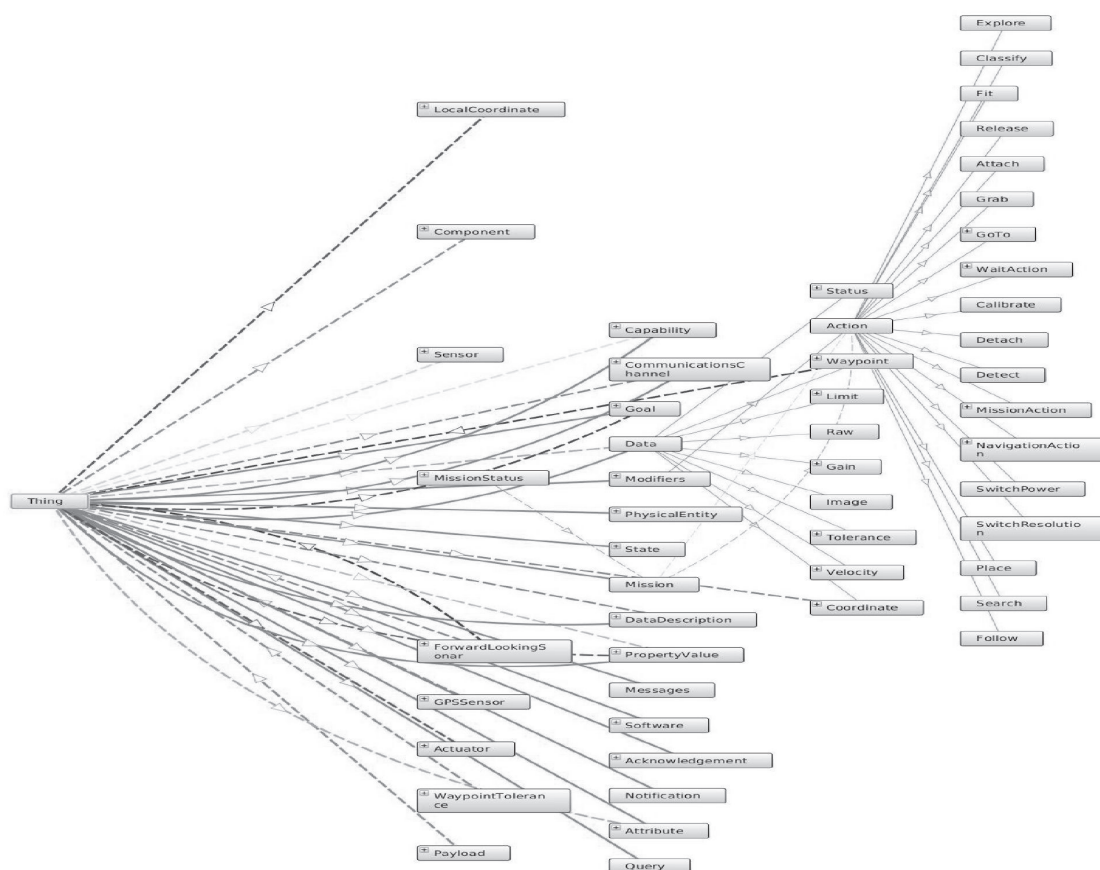 Thing
LocalCoordinate
Component
Sensor
MissionStatus
ForwardLookingS
onar
GPSSensor
Actuator
WaypointToleran
ce
Payload
Capability
CommunicationsC
hannel
Goal
Data
Modifiers
PhysicalEntity
State
Mission
DataDescription
PropertyValue
Messages
Software
Acknowledgement
Notification
Attribute
Query
Status
Action
Waypoint
Limit
Raw
Gain
Image
Tolerance
Velocity
Coordinate
Explore
Classify
Fit
Release
Attach
Grab
GoTo
WaitAction
Calibrate
Detach
Detect
MissionAction
NavigationActio
n
SwitchPower
SwitchResolutio
n
Place
Search
Follow